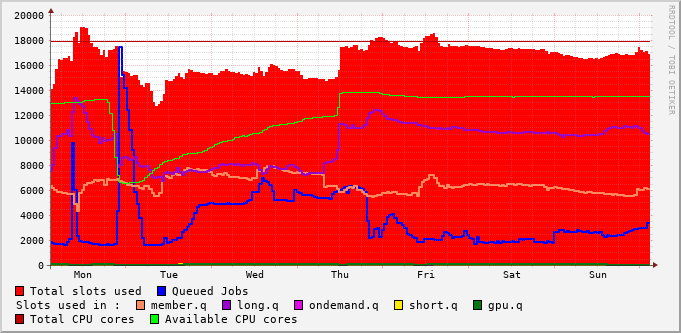 20000
18000
16000
14000
12000
10000
8000
6000
4000
2000
0
Mon Tue Wed Thu Fri Sat Sun
Total slots used Queued Jobs
Slots used in : member.q long.q ondemand.q short.q gpu.q
Total CPU cores Available CPU cores
RRDTOOL / TOBI OETIKER